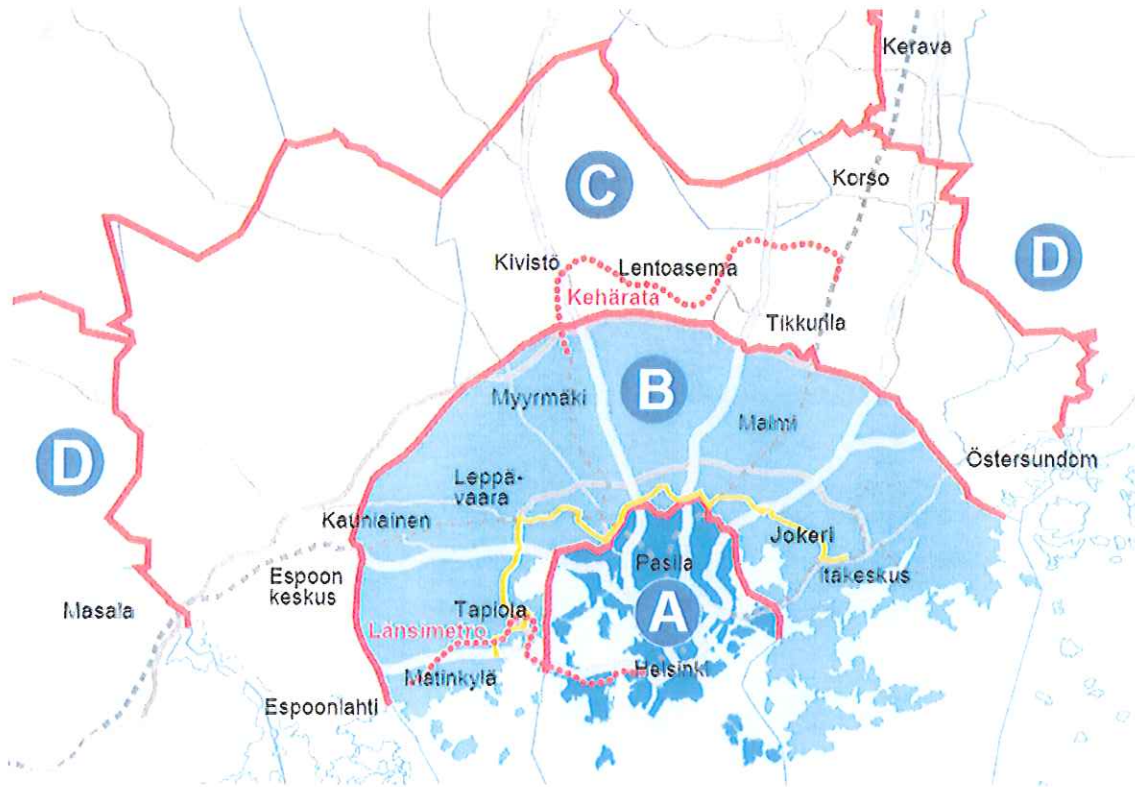 Kerava
Korso
C
D
Kivistö
Lentoasema
Kehärata
Tikkurila
B
Myyrmäki
Malmi
D
Leppä-
vaara
Östersundom
Kauniainen
Jokeri
Pasila
Itäkeskus
Espoon
keskus
Masala
Tapiola
A
Länsimetro
Matinkylä
Helsinki
Espoonlahti